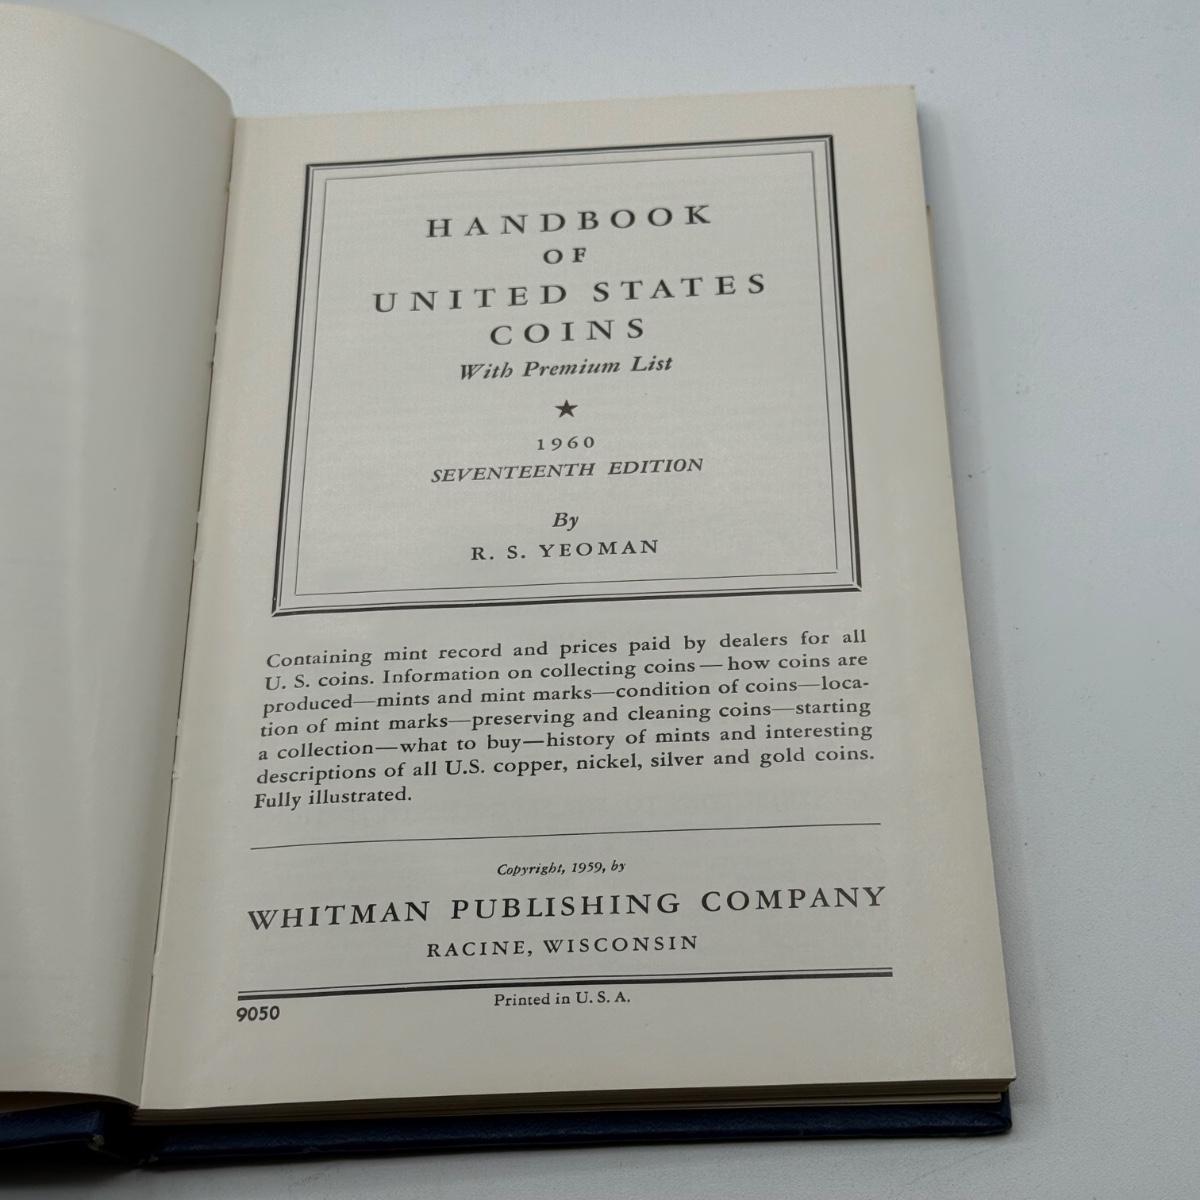 HANDBOOK
OF
UNITED STATES
COINS
With Premium List
★
1960
SEVENTEENTH EDITION
By
R. S. YEOMAN
Containing mint record and prices paid by dealers for all
U. S. coins. Information on collecting coins—how coins are
produced—mints and mint marks—condition of coins—loca-
tion of mint marks—preserving and cleaning coins—starting
a collection—what to buy—history of mints and interesting
descriptions of all U.S. copper, nickel, silver and gold coins.
Fully illustrated.
Copyright, 1959, by
WHITMAN PUBLISHING COMPANY
RACINE, WISCONSIN
Printed in U. S. A.
9050